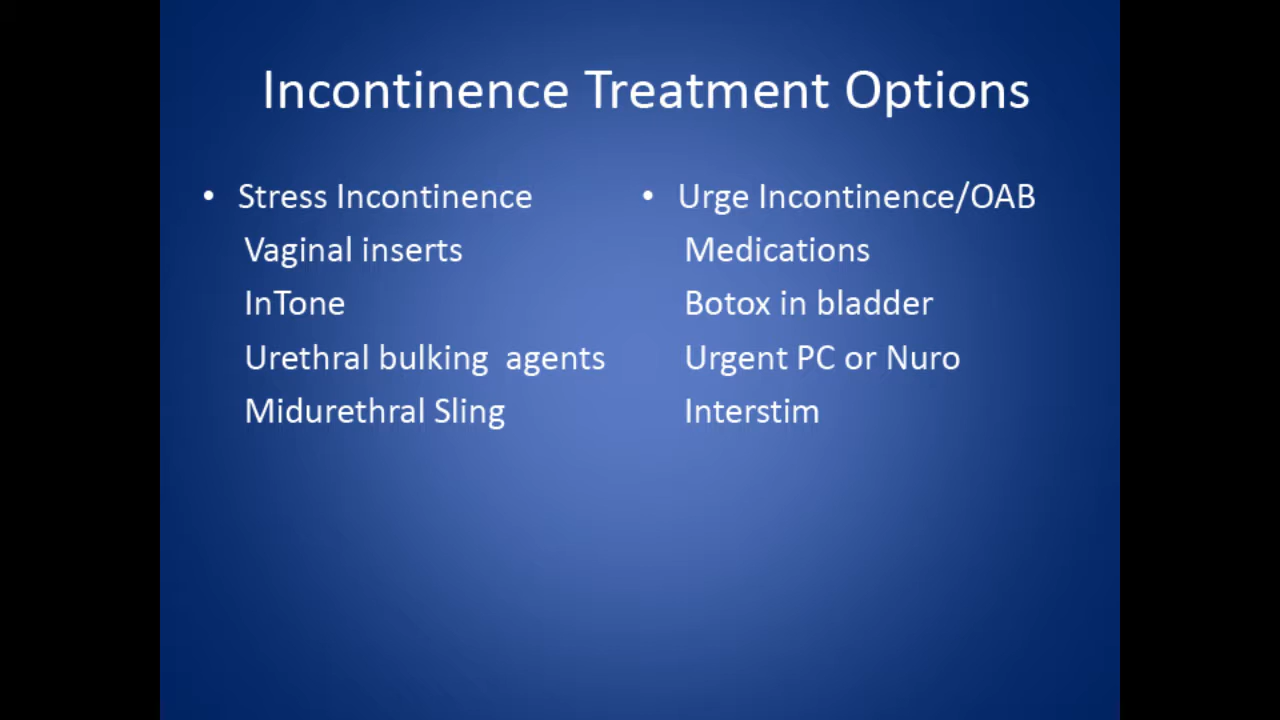 Incontinence Treatment Options
• Stress Incontinence
Vaginal inserts
InTone
Urethral bulking  agents
Midurethral Sling
• Urge Incontinence/OAB
Medications
Botox in bladder
Urgent PC or Nuro
Interstim